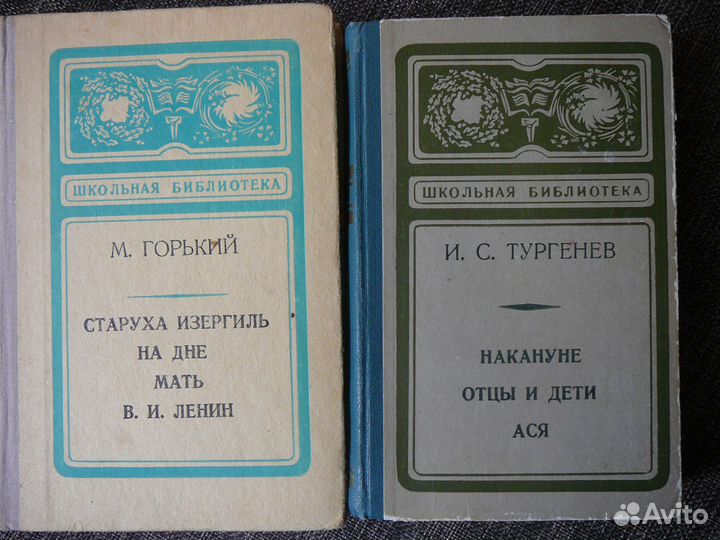 ШКОЛЬНАЯ БИБЛИОТЕКА
М. ГОРЬКИЙ
СТАРУХА ИЗЕРГИЛЬ
НА ДНЕ
МАТЬ
В. И. ЛЕНИН
ШКОЛЬНАЯ БИБЛИОТЕКА
И. С. ТУРГЕНЕВ
НАКАНУНЕ
ОТЦЫ И ДЕТИ
АСЯ
Avito